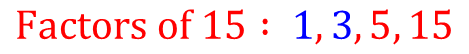 Factors of 15 : 1, 3, 5, 15